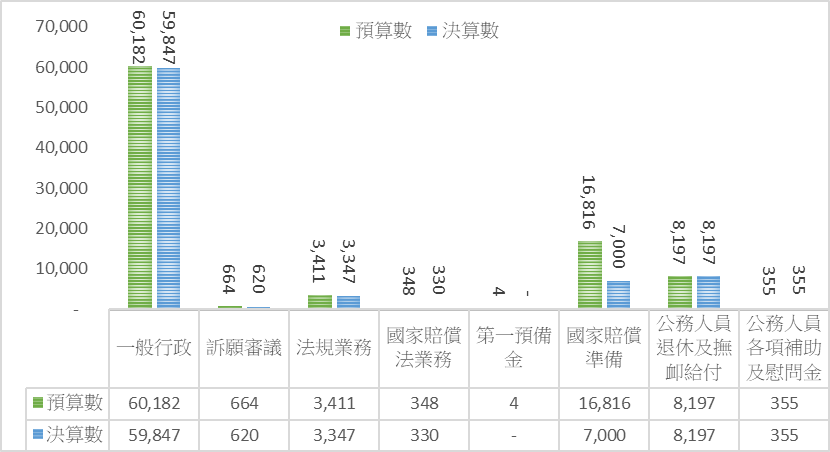 預算數 決算數
70,000
60,000
50,000
40,000
30,000
20,000
10,000
-
60,182 59,847 664 620 3,411 3,347 348 330 4 - 16,816 7,000 8,197 8,197 355 355
一般行政 訴願審議 法規業務 國家賠償法業務 第一預備金 國家賠償準備 公務人員退休及撫卹給付 公務人員各項補助及慰問金
預算數 60,182 664 3,411 348 4 16,816 8,197 355
決算數 59,847 620 3,347 330 - 7,000 8,197 355